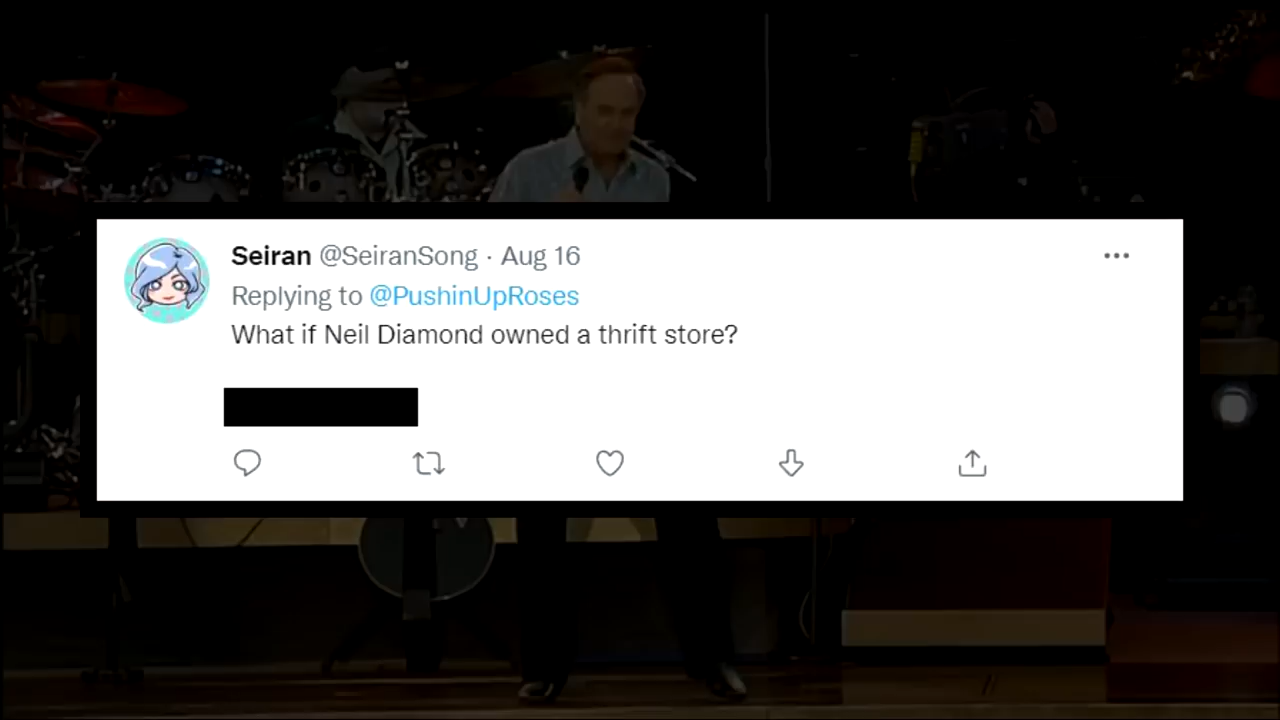 Seiran @SeiranSong · Aug 16
Replying to @PushinUpRoses
What if Neil Diamond owned a thrift store?